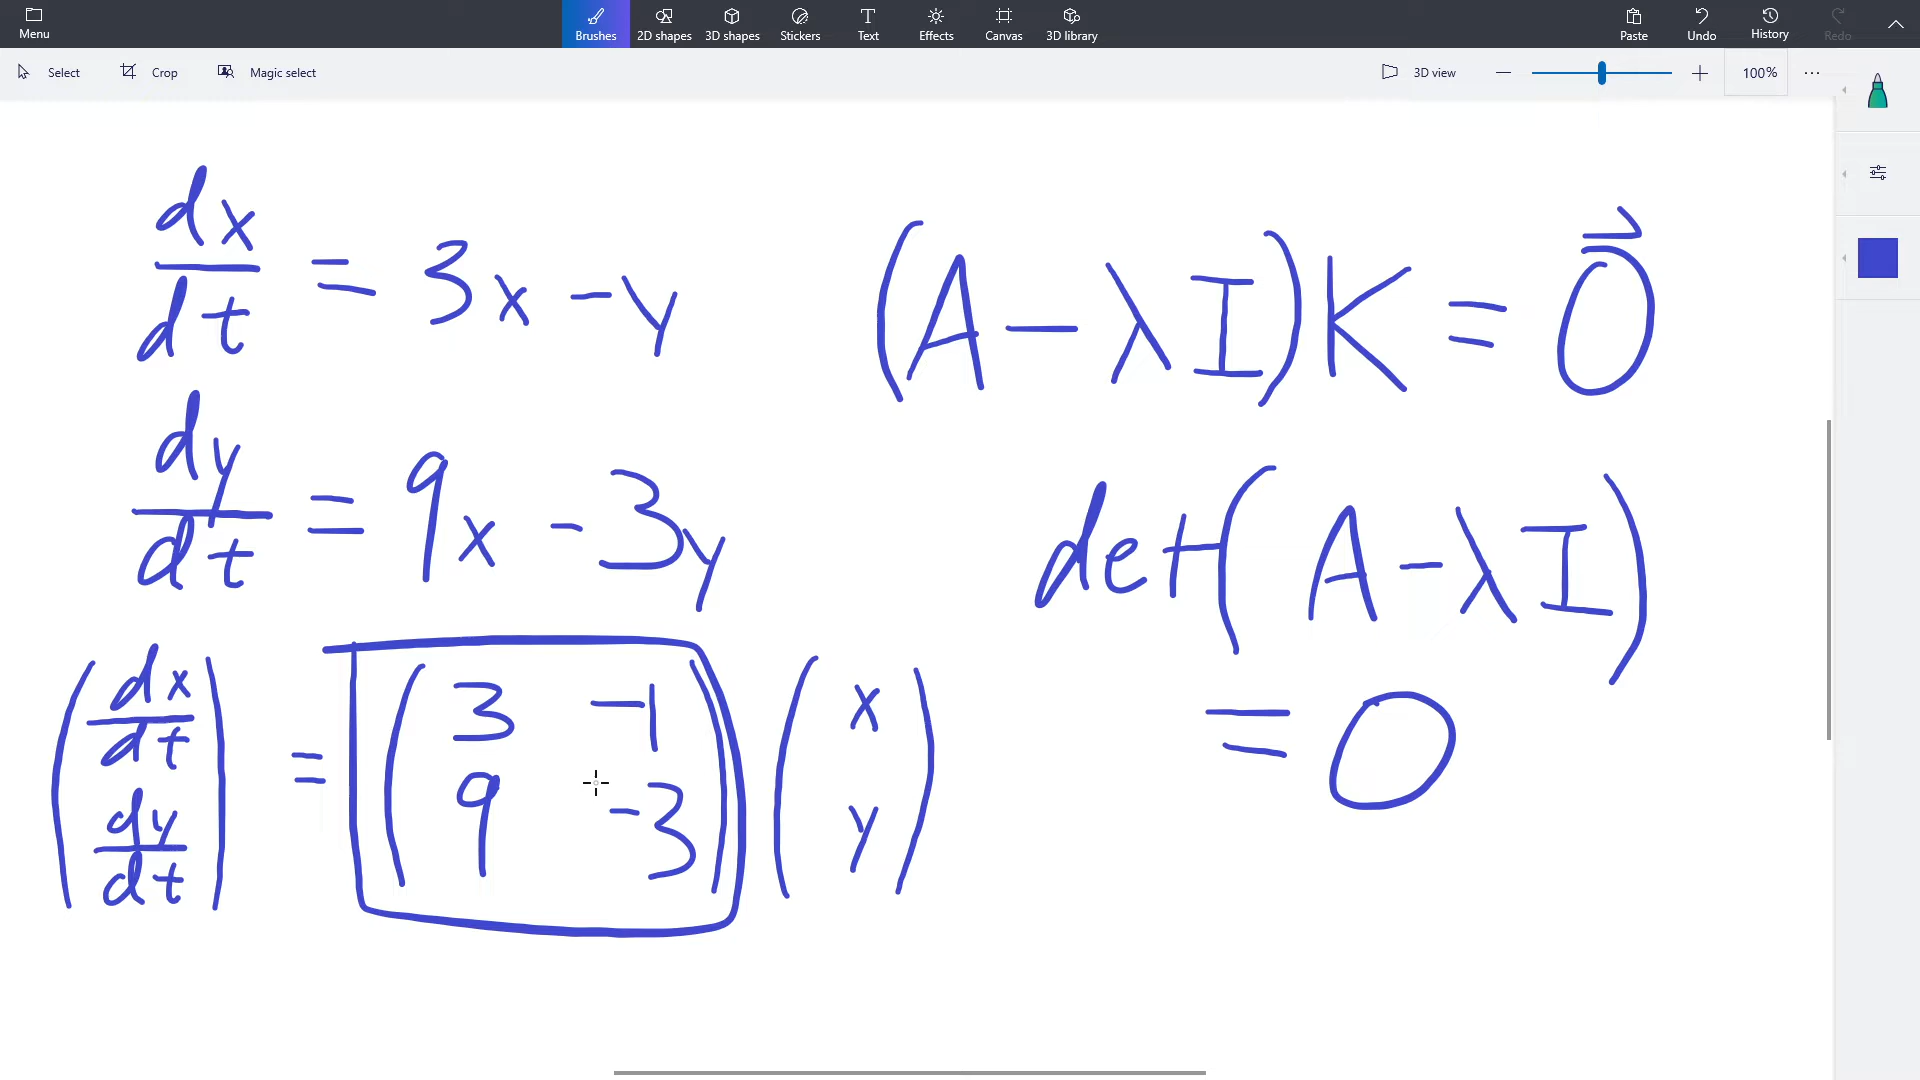 Menu
Brushes 2D shapes 3D shapes Stickers Text Effects Canvas 3D library
Paste Undo History Redo
Select Crop Magic select
3D view 100% ...
dx/dt = 3x - y
dy/dt = 9x - 3y
(dx/dt
dy/dt) = (3 -1
9 -3) (x
y)
(A - λI)K = 0⃗
det(A - λI)
= 0